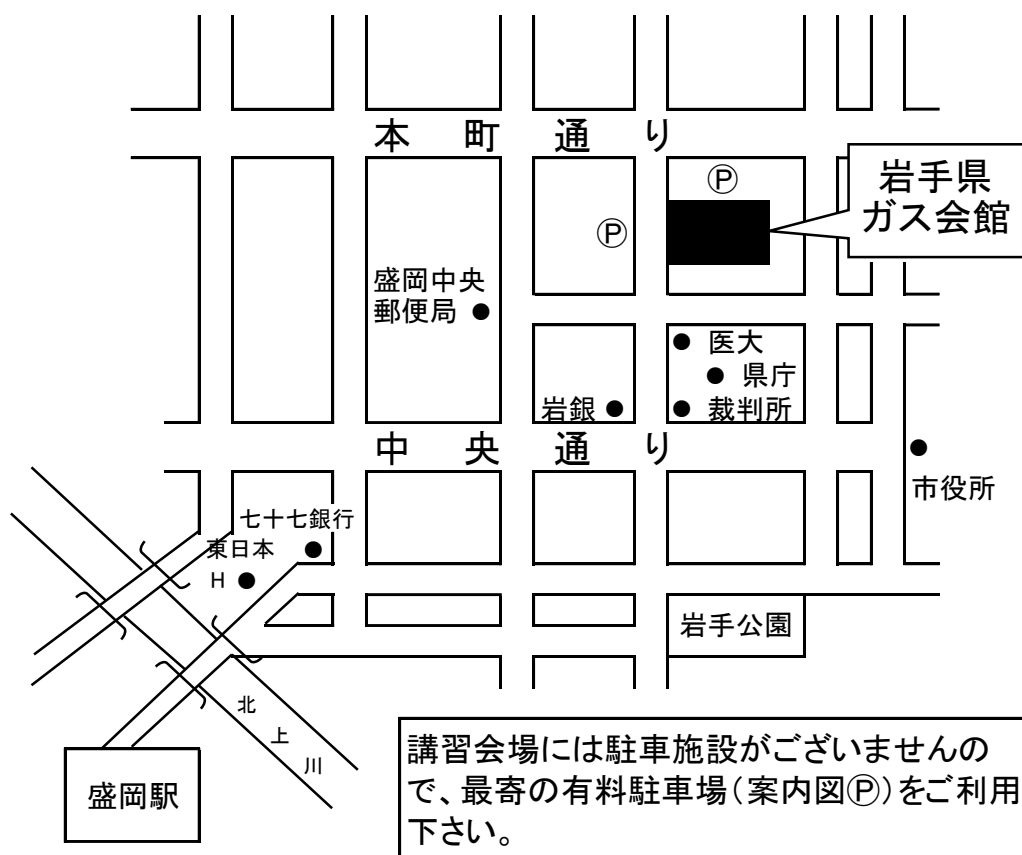 本町通り
Ⓟ
岩手県
ガス会館
Ⓟ
盛岡中央
郵便局
医大
県庁
岩銀
裁判所
中央通り
市役所
七十七銀行
東日本
H
岩手公園
北
上
川
盛岡駅
講習会場には駐車施設がございませんの
で、最寄の有料駐車場(案内図Ⓟ)をご利用
下さい。